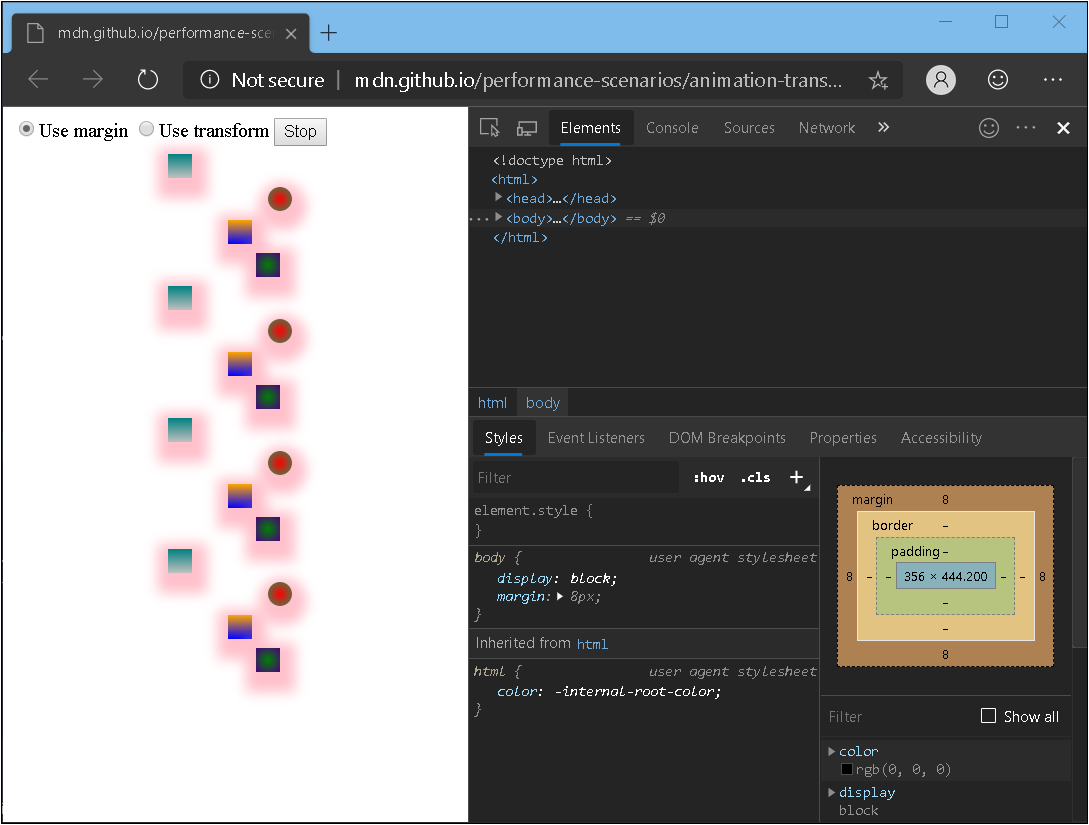 mdn.github.io/performance-scen
Not secure | mdn.github.io/performance-scenarios/animation-trans...
Use margin Use transform Stop
Elements Console Sources Network
<!doctype html>
<html>
<head>…</head>
<body>…</body> == $0
</html>
html body
Styles Event Listeners DOM Breakpoints Properties Accessibility
Filter :hov .cls +
element.style {
}
body { user agent stylesheet
display: block;
margin: 8px;
}
Inherited from html
html { user agent stylesheet
color: -internal-root-color;
}
margin 8
border –
padding –
8 – – 356 × 444.200 – – 8
–
–
8
Filter Show all
color
rgb(0, 0, 0)
display
block